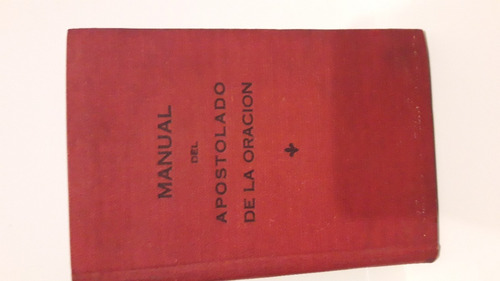 MANUAL
DEL
APOSTOLADO
DE LA ORACION